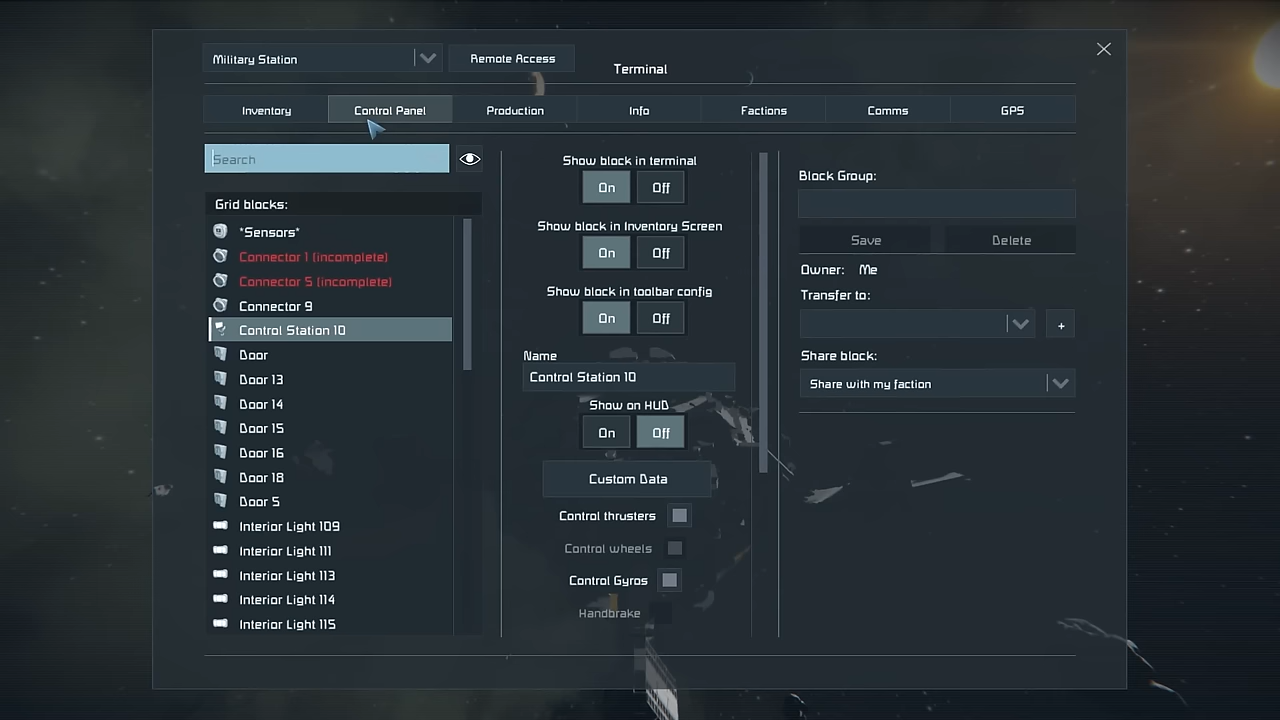 Military Station
Remote Access
Terminal
Inventory
Control Panel
Production
Info
Factions
Comms
GPS
Search
Grid blocks:
*Sensors*
Connector 1 (incomplete)
Connector 5 (incomplete)
Connector 9
Control Station 10
Door
Door 13
Door 14
Door 15
Door 16
Door 18
Door 5
Interior Light 109
Interior Light 111
Interior Light 113
Interior Light 114
Interior Light 115
Show block in terminal
On Off
Show block in Inventory Screen
On Off
Show block in toolbar config
On Off
Name
Control Station 10
Show on HUD
On Off
Custom Data
Control thrusters
Control wheels
Control Gyros
Handbrake
Block Group:
Save Delete
Owner: Me
Transfer to:
+
Share block:
Share with my faction